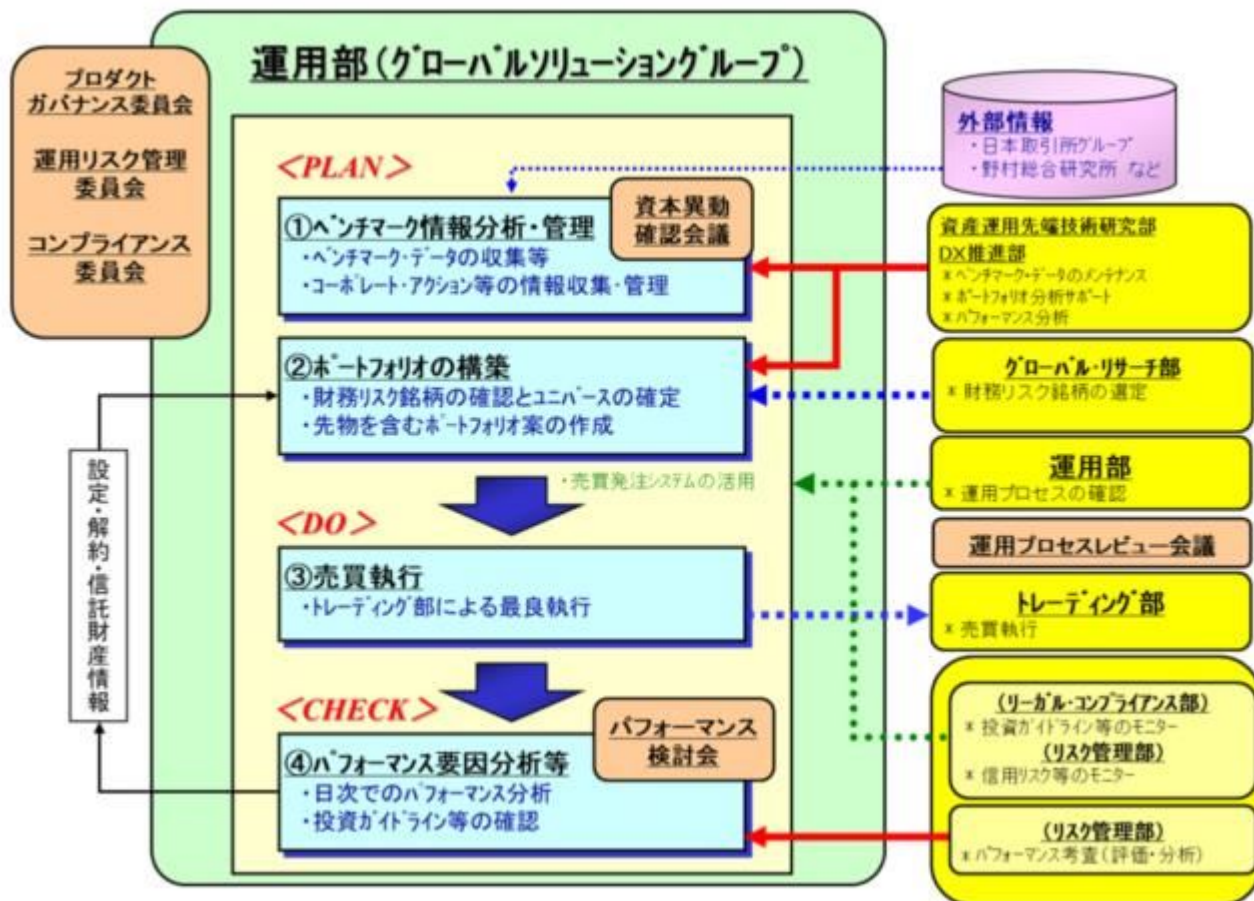 運用部(グローバルソリューショングループ)
プロダクト
ガバナンス委員会
運用リスク管理
委員会
コンプライアンス
委員会
<PLAN>
①ベンチマーク情報分析・管理
・ベンチマーク・データの収集等
・コーポレート・アクション等の情報収集・管理
資本異動
確認会議
②ポートフォリオの構築
・財務リスク銘柄の確認とユニバースの確定
・先物を含むポートフォリオ案の作成
・売買発注システムの活用
<DO>
③売買執行
・トレーディング部による最良執行
<CHECK>
④パフォーマンス要因分析等
・日次でのパフォーマンス分析
・投資ガイドライン等の確認
パフォーマンス
検討会
設定・解約・信託財産情報
外部情報
・日本取引所グループ
・野村総合研究所 など
資産運用先端技術研究部
DX推進部
* ベンチマーク・データのメンテナンス
* ポートフォリオ分析サポート
* パフォーマンス分析
グローバル・リサーチ部
* 財務リスク銘柄の選定
運用部
* 運用プロセスの確認
運用プロセスレビュー会議
トレーディング部
* 売買執行
(リーガル・コンプライアンス部)
* 投資ガイドライン等のモニター
(リスク管理部)
* 信用リスク等のモニター
(リスク管理部)
* パフォーマンス考査(評価・分析)